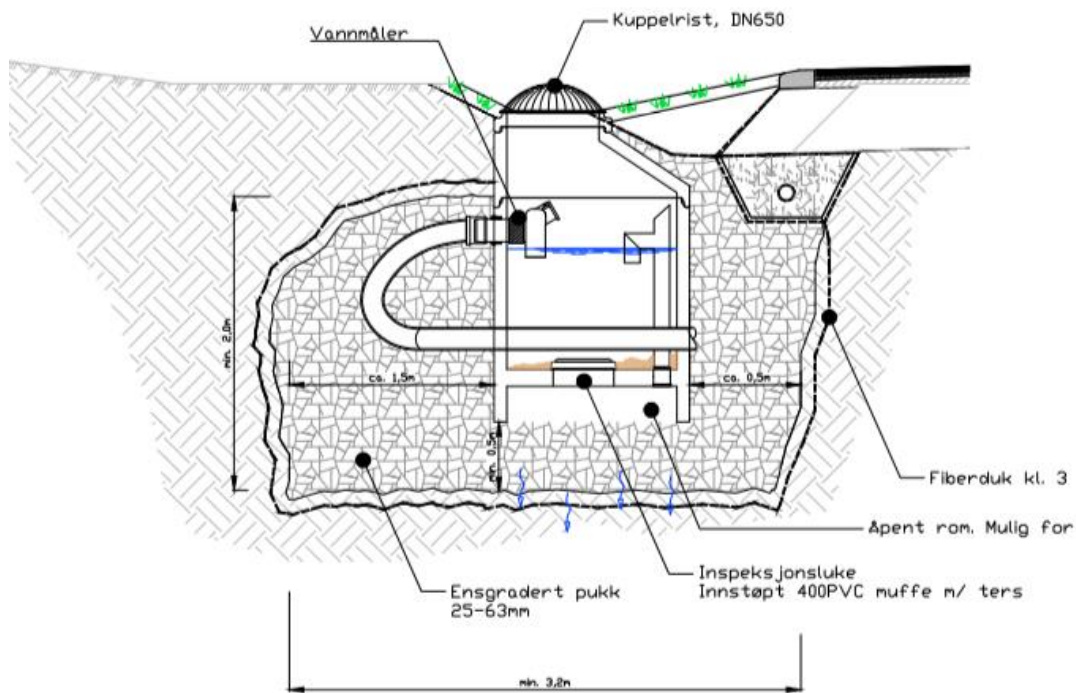 Kuppelrist, DN650
Vannmåler
min. 2,0m
ca. 1,5m
ca. 0,5m
min. 0,5m
Fiberduk kl. 3
Åpent rom. Mulig for
Inspeksjonsluke
Innstøpt 400PVC muffe m/ ters
Ensgradert pukk
25-63mm
min. 3,2m